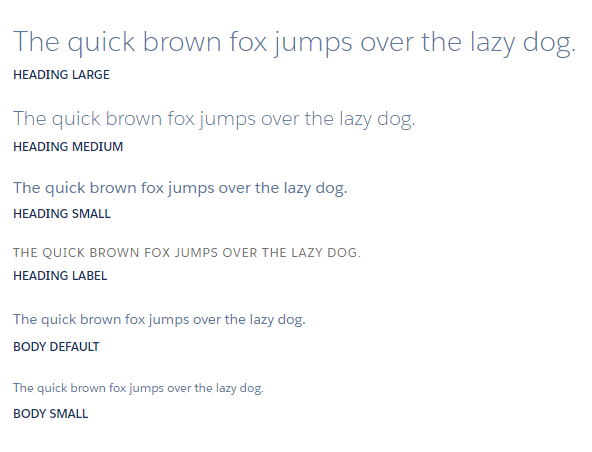 The quick brown fox jumps over the lazy dog.
HEADING LARGE
The quick brown fox jumps over the lazy dog.
HEADING MEDIUM
The quick brown fox jumps over the lazy dog.
HEADING SMALL
THE QUICK BROWN FOX JUMPS OVER THE LAZY DOG.
HEADING LABEL
The quick brown fox jumps over the lazy dog.
BODY DEFAULT
The quick brown fox jumps over the lazy dog.
BODY SMALL